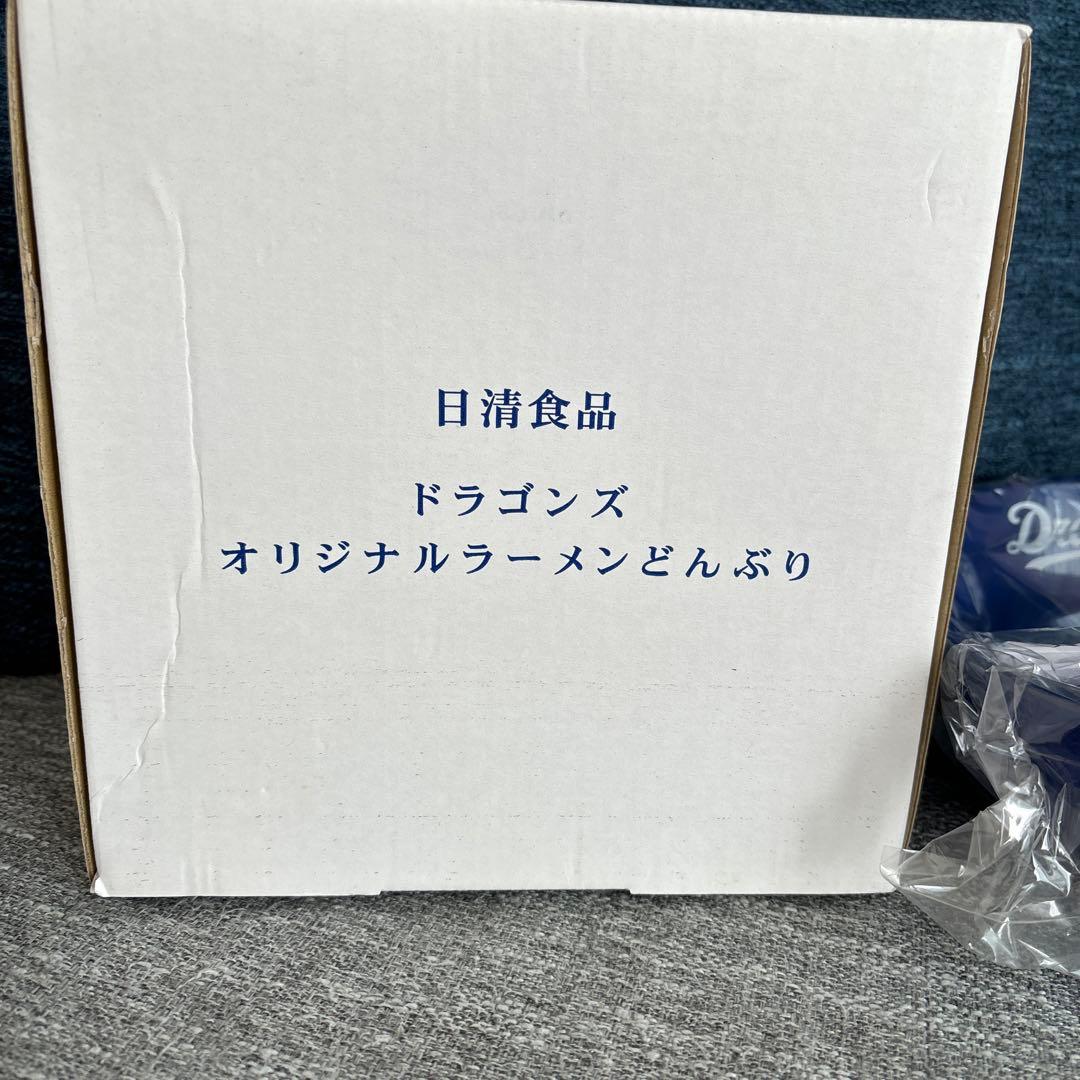 日清食品
ドラゴンズ
オリジナルラーメンどんぶり